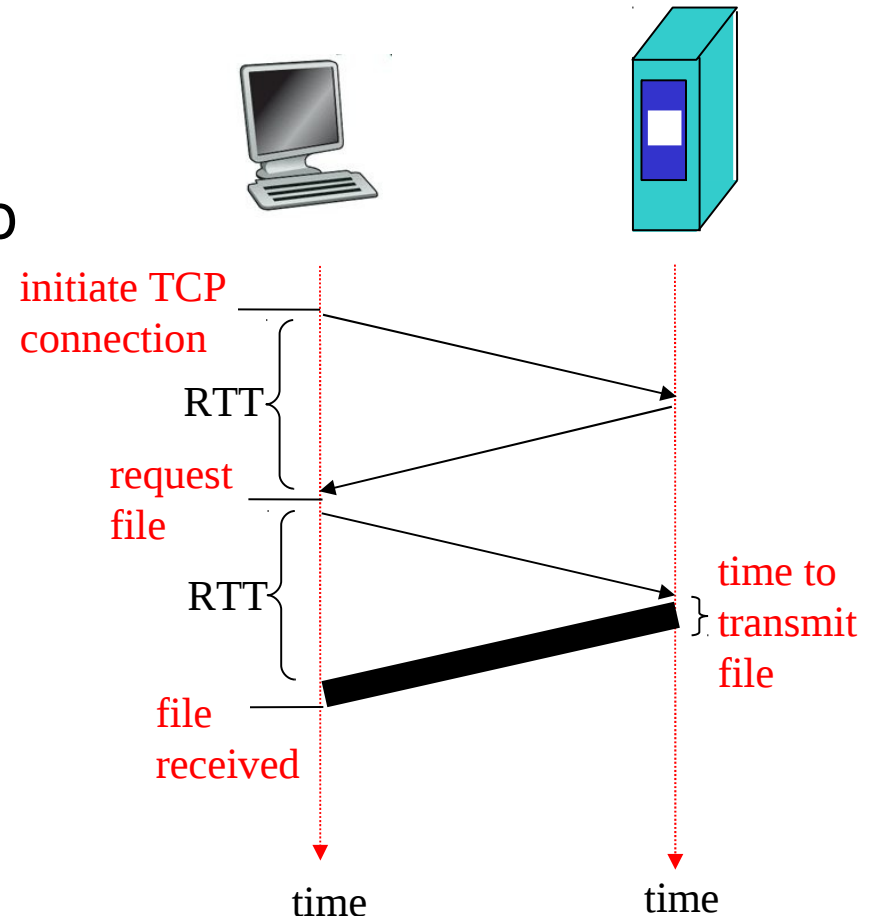 initiate TCP
connection
RTT
request
file
RTT
time to
transmit
file
file
received
time
time